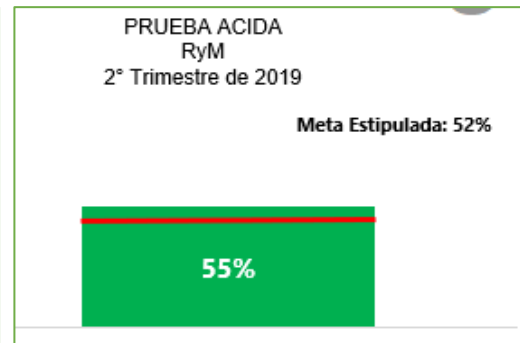 PRUEBA ACIDA
RyM
2° Trimestre de 2019
Meta Estipulada: 52%
55%